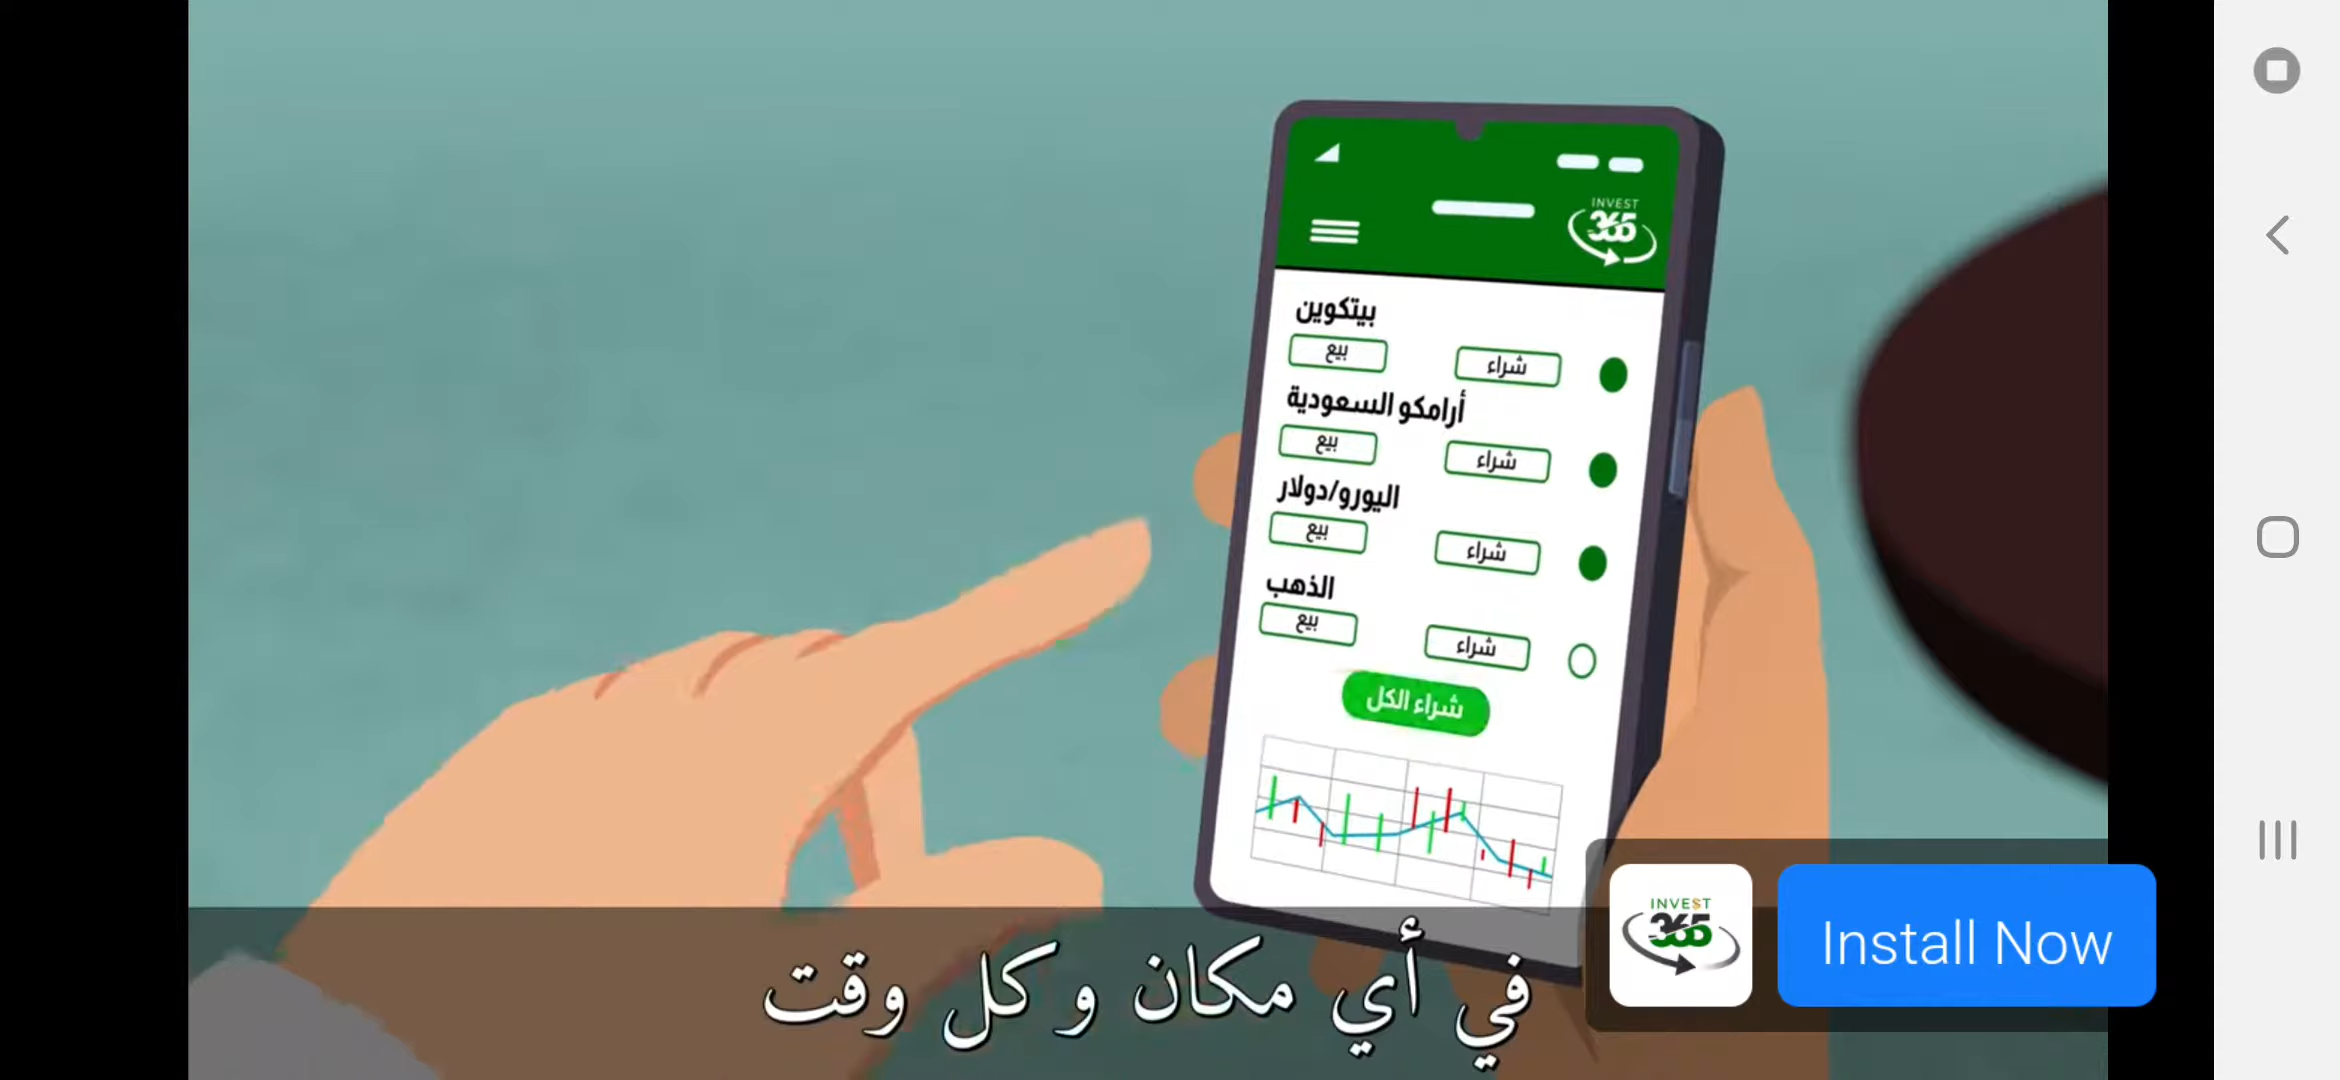 INVEST
365
بيتكوين
شراء بيع
أرامكو السعودية
شراء بيع
اليورو/دولار
شراء بيع
الذهب
شراء بيع
شراء الكل
في أي مكان وكل وقت
INVEST
365
Install Now